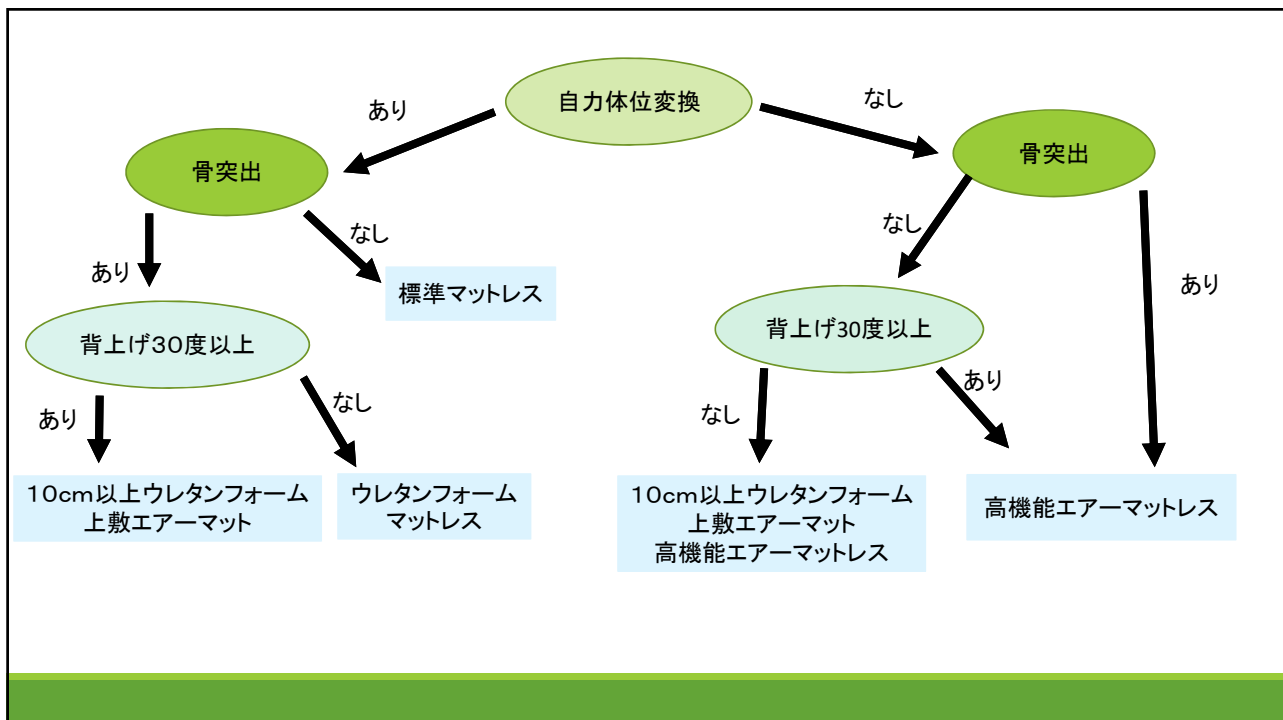 自力体位変換
あり
なし
骨突出
骨突出
なし
なし
あり
標準マットレス
あり
背上げ３０度以上
背上げ30度以上
あり
なし
なし
あり
１０ｃｍ以上ウレタンフォーム
上敷エアーマット
ウレタンフォーム
マットレス
１０ｃｍ以上ウレタンフォーム
上敷エアーマット
高機能エアーマットレス
高機能エアーマットレス